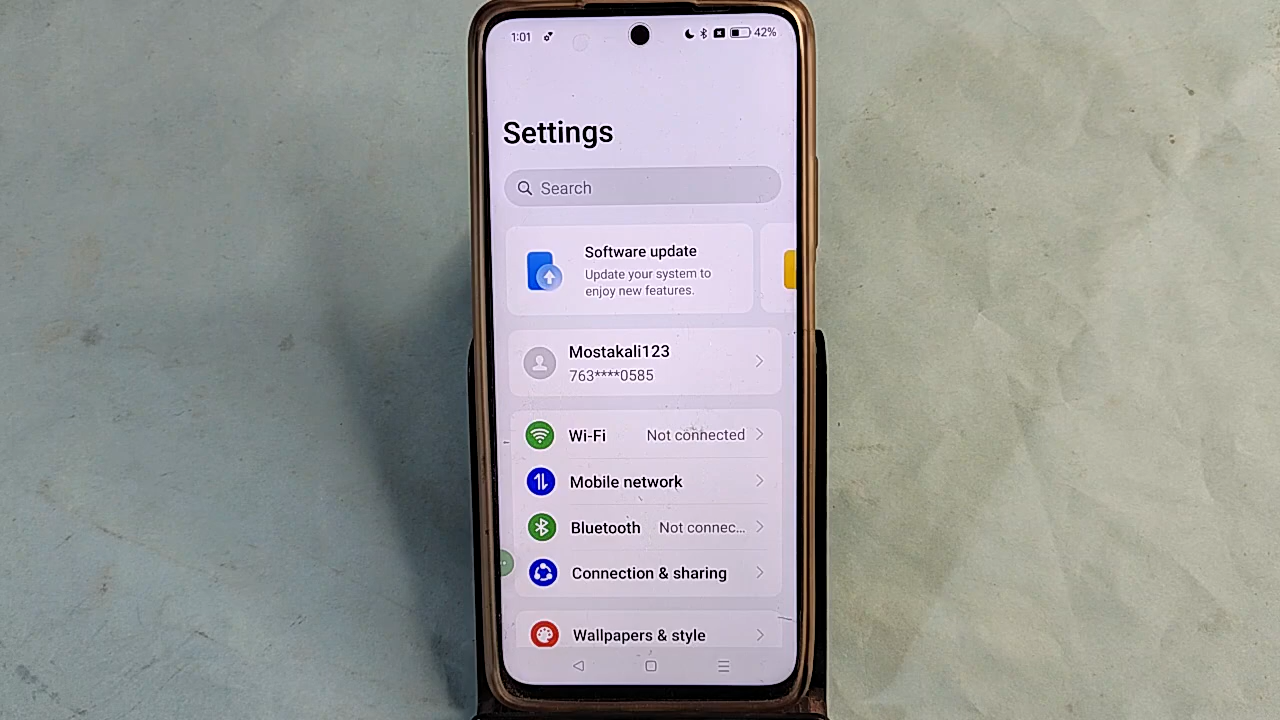 1:01 42%
Settings
Search
Software update
Update your system to
enjoy new features.
Mostakali123
763****0585
Wi-Fi Not connected
Mobile network
Bluetooth Not connec...
Connection & sharing
Wallpapers & style